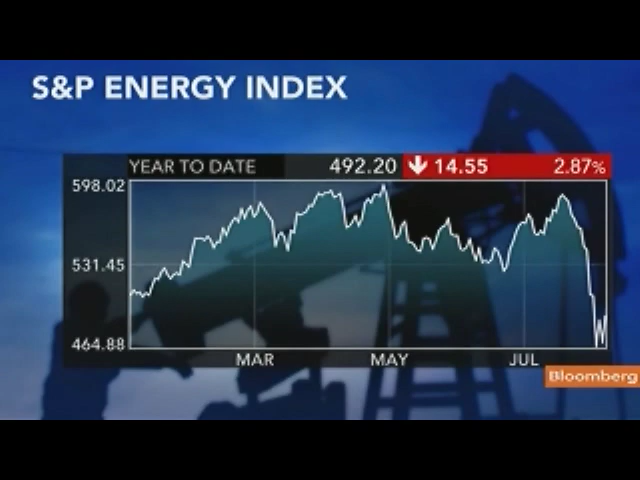 S&P ENERGY INDEX
YEAR TO DATE 492.20 14.55 2.87%
598.02
531.45
464.88
MAR MAY JUL
Bloomberg